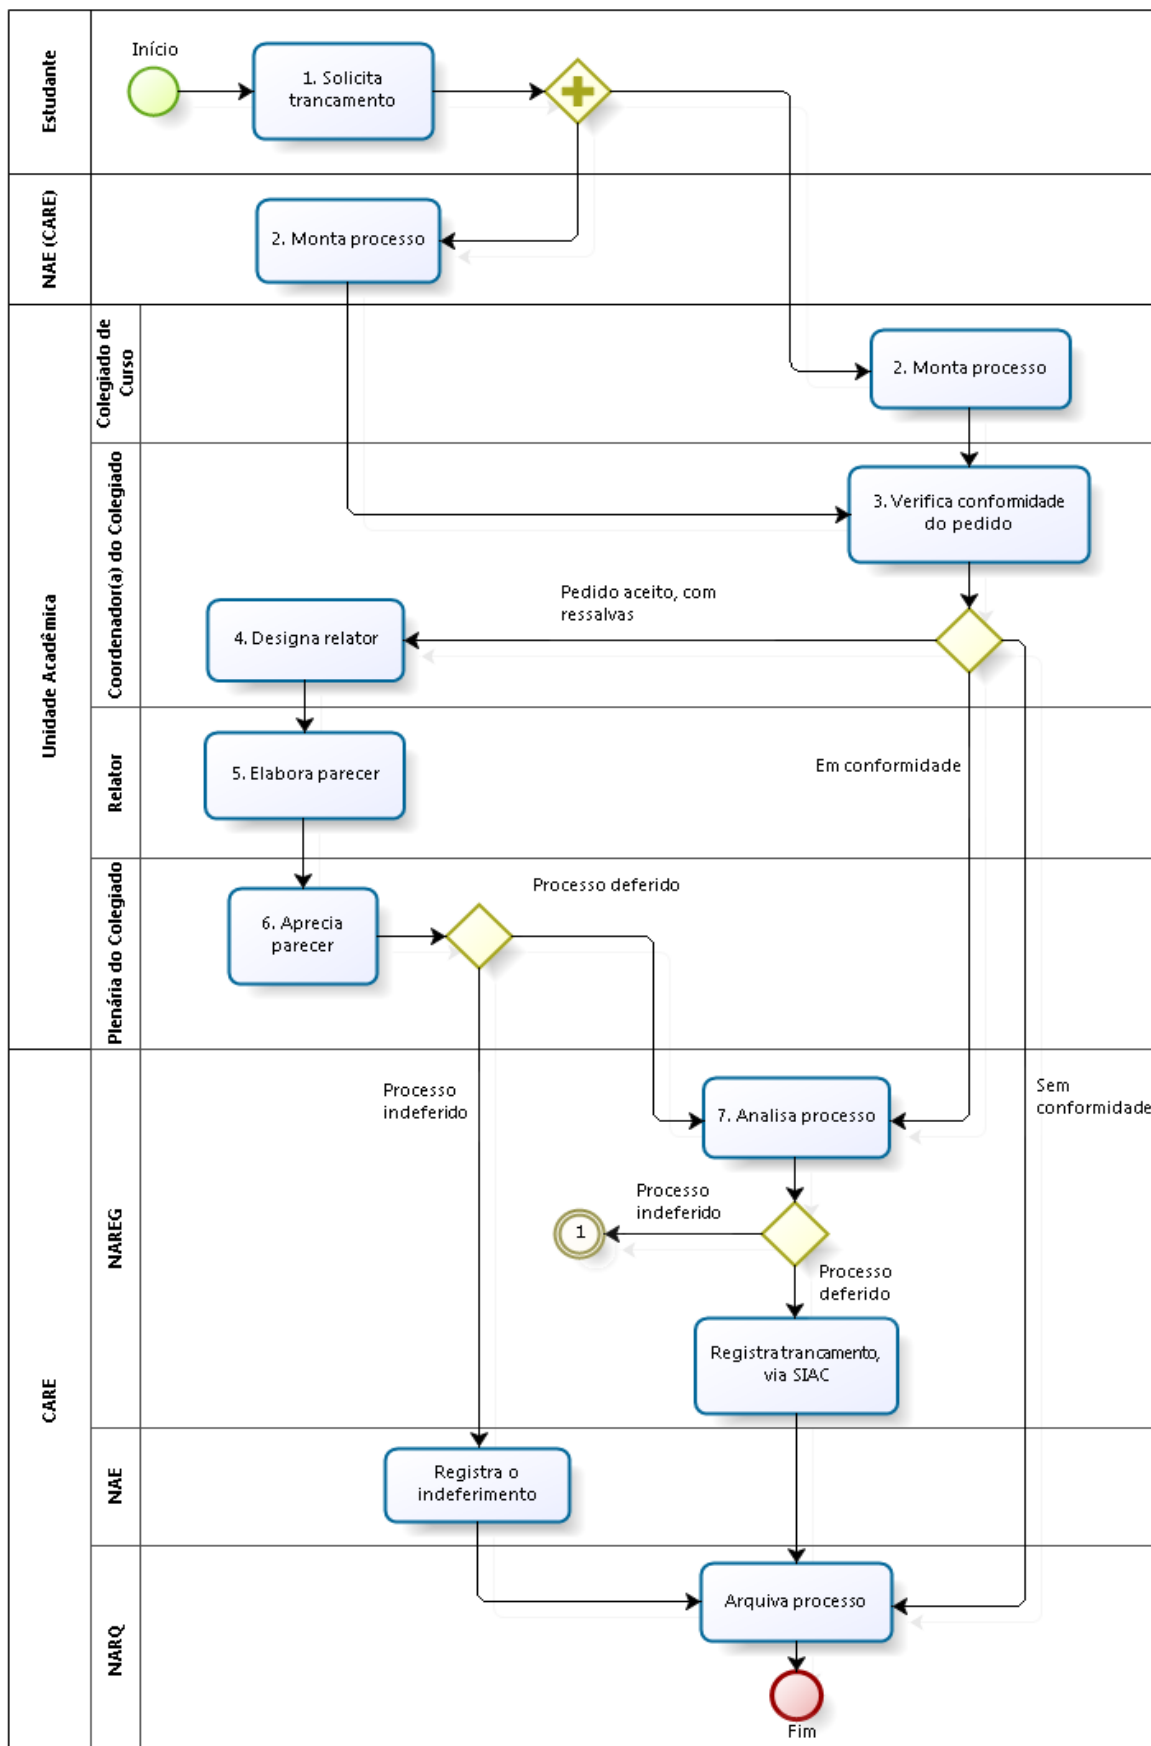 Estudante
Início
1. Solicita
trancamento
NAE (CARE)
2. Monta processo
Unidade Acadêmica
Colegiado de
Curso
2. Monta processo
Coordenador(a) do Colegiado
3. Verifica conformidade
do pedido
Pedido aceito, com
ressalvas
4. Designa relator
Relator
5. Elabora parecer
Em conformidade
Plenária do Colegiado
Processo deferido
6. Aprecia
parecer
CARE
NAREG
Processo
indeferido
Sem
conformidade
7. Analisa processo
Processo
indeferido
1
Processo
deferido
Registra trancamento,
via SIAC
NAE
Registra o
indeferimento
NARQ
Arquiva processo
Fim